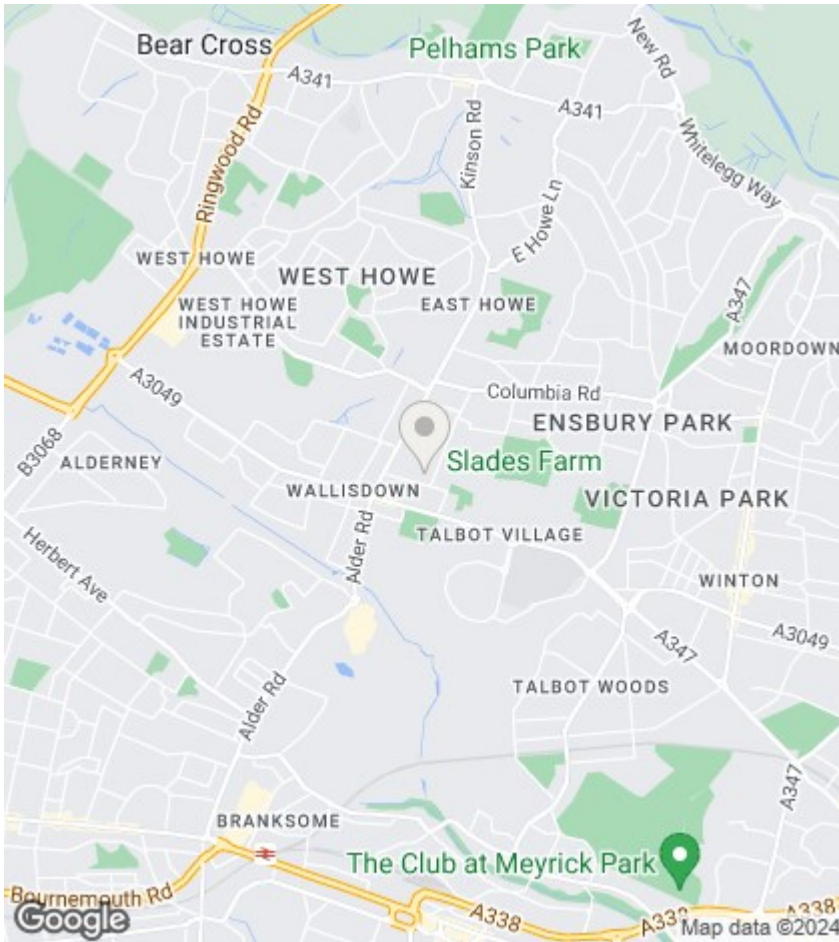 Bear Cross
Pelhams Park
A341
New Rd
Ringwood Rd
Kinson Rd
A341
Whitelegg Way
E Howe Ln
WEST HOWE
WEST HOWE
A347
WEST HOWE
INDUSTRIAL
ESTATE
EAST HOWE
MOORDOWN
A3049
Columbia Rd
ENSBURY PARK
B3068
ALDERNEY
Slades Farm
WALLISDOWN
VICTORIA PARK
Herbert Ave
Alder Rd
TALBOT VILLAGE
WINTON
A347
A3049
Alder Rd
TALBOT WOODS
A347
BRANKSOME
The Club at Meyrick Park
Bournemouth Rd
A338
A338
A338
Google
Map data ©2024